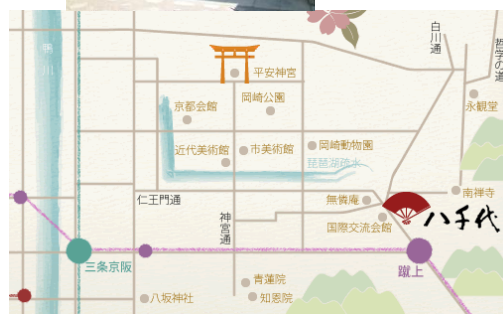 白川通
哲学の道
鴨川
平安神宮
京都会館
岡崎公園
永観堂
近代美術館
市美術館
岡崎動物園
琵琶湖疏水
仁王門通
無憐庵
南禅寺
神宮通
国際交流会館
八千代
三条京阪
蹴上
青蓮院
八坂神社
知恩院